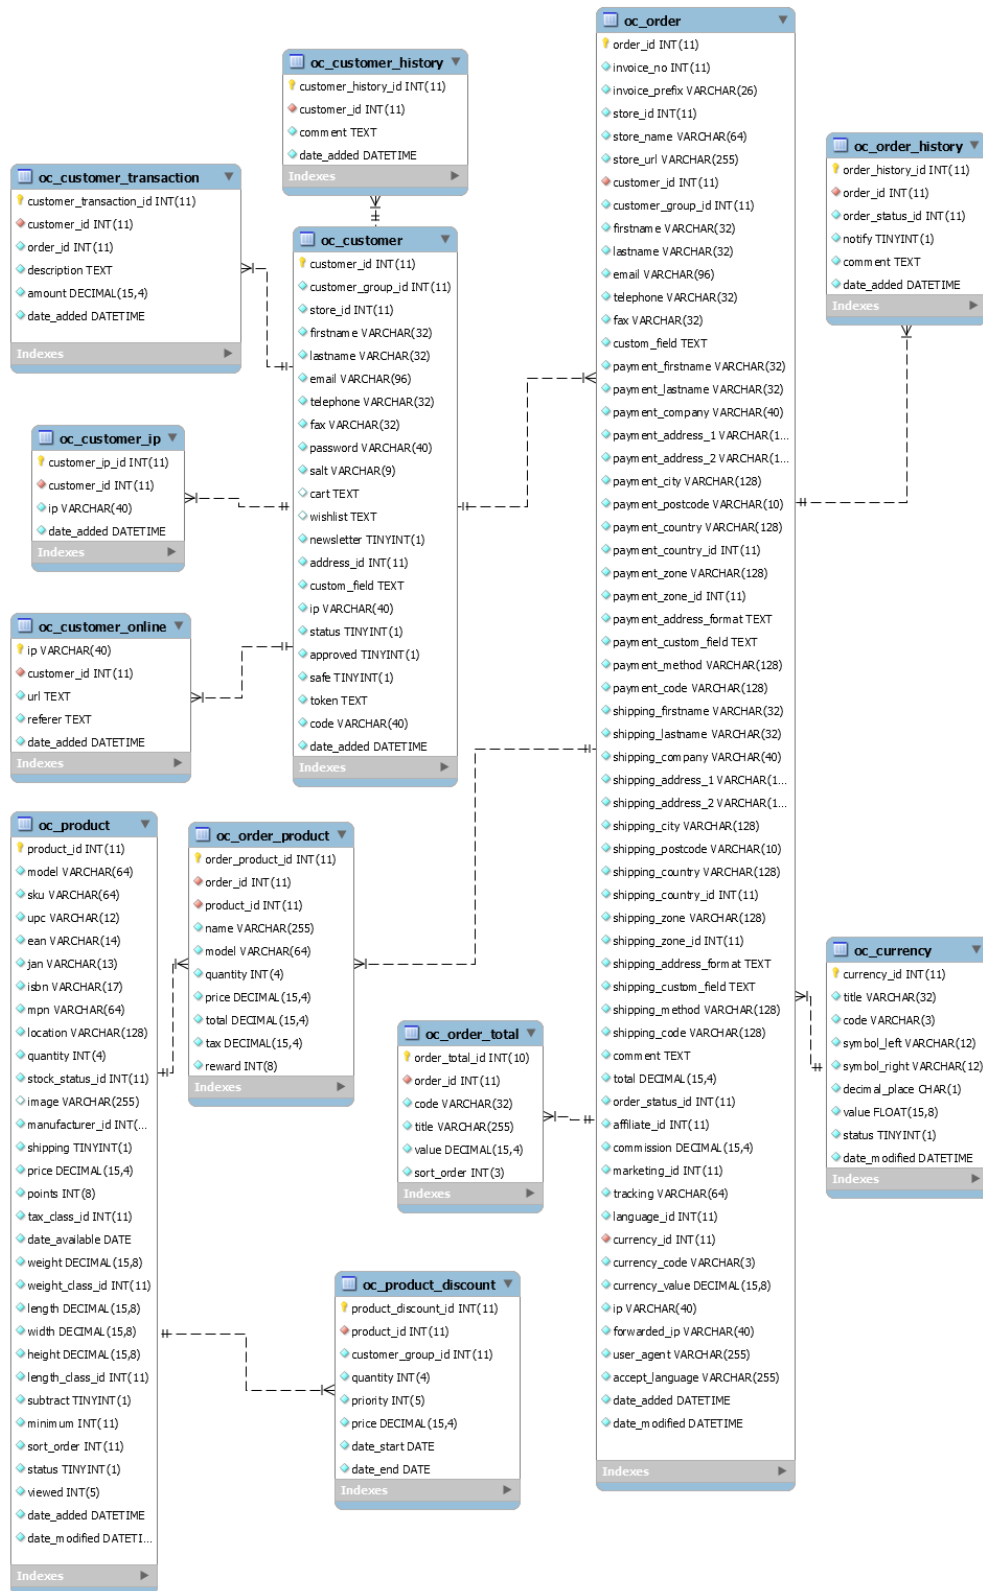 oc_customer_history
customer_history_id INT(11)
customer_id INT(11)
comment TEXT
date_added DATETIME
Indexes
oc_customer_transaction
customer_transaction_id INT(11)
customer_id INT(11)
order_id INT(11)
description TEXT
amount DECIMAL(15,4)
date_added DATETIME
Indexes
oc_customer
customer_id INT(11)
customer_group_id INT(11)
store_id INT(11)
firstname VARCHAR(32)
lastname VARCHAR(32)
email VARCHAR(96)
telephone VARCHAR(32)
fax VARCHAR(32)
password VARCHAR(40)
salt VARCHAR(9)
cart TEXT
wishlist TEXT
newsletter TINYINT(1)
address_id INT(11)
custom_field TEXT
ip VARCHAR(40)
status TINYINT(1)
approved TINYINT(1)
safe TINYINT(1)
token TEXT
code VARCHAR(40)
date_added DATETIME
Indexes
oc_customer_ip
customer_ip_id INT(11)
customer_id INT(11)
ip VARCHAR(40)
date_added DATETIME
Indexes
oc_customer_online
ip VARCHAR(40)
customer_id INT(11)
url TEXT
referer TEXT
date_added DATETIME
Indexes
oc_order
order_id INT(11)
invoice_no INT(11)
invoice_prefix VARCHAR(26)
store_id INT(11)
store_name VARCHAR(64)
store_url VARCHAR(255)
customer_id INT(11)
customer_group_id INT(11)
firstname VARCHAR(32)
lastname VARCHAR(32)
email VARCHAR(96)
telephone VARCHAR(32)
fax VARCHAR(32)
custom_field TEXT
payment_firstname VARCHAR(32)
payment_lastname VARCHAR(32)
payment_company VARCHAR(40)
payment_address_1 VARCHAR(1...
payment_address_2 VARCHAR(1...
payment_city VARCHAR(128)
payment_postcode VARCHAR(10)
payment_country VARCHAR(128)
payment_country_id INT(11)
payment_zone VARCHAR(128)
payment_zone_id INT(11)
payment_address_format TEXT
payment_custom_field TEXT
payment_method VARCHAR(128)
payment_code VARCHAR(128)
shipping_firstname VARCHAR(32)
shipping_lastname VARCHAR(32)
shipping_company VARCHAR(40)
shipping_address_1 VARCHAR(1...
shipping_address_2 VARCHAR(1...
shipping_city VARCHAR(128)
shipping_postcode VARCHAR(10)
shipping_country VARCHAR(128)
shipping_country_id INT(11)
shipping_zone VARCHAR(128)
shipping_zone_id INT(11)
shipping_address_format TEXT
shipping_custom_field TEXT
shipping_method VARCHAR(128)
shipping_code VARCHAR(128)
comment TEXT
total DECIMAL(15,4)
order_status_id INT(11)
affiliate_id INT(11)
commission DECIMAL(15,4)
marketing_id INT(11)
tracking VARCHAR(64)
language_id INT(11)
currency_id INT(11)
currency_code VARCHAR(3)
currency_value DECIMAL(15,8)
ip VARCHAR(40)
forwarded_ip VARCHAR(40)
user_agent VARCHAR(255)
accept_language VARCHAR(255)
date_added DATETIME
date_modified DATETIME
Indexes
oc_order_history
order_history_id INT(11)
order_id INT(11)
order_status_id INT(11)
notify TINYINT(1)
comment TEXT
date_added DATETIME
Indexes
oc_product
product_id INT(11)
model VARCHAR(64)
sku VARCHAR(64)
upc VARCHAR(12)
ean VARCHAR(14)
jan VARCHAR(13)
isbn VARCHAR(17)
mpn VARCHAR(64)
location VARCHAR(128)
quantity INT(4)
stock_status_id INT(11)
image VARCHAR(255)
manufacturer_id INT(...
shipping TINYINT(1)
price DECIMAL(15,4)
points INT(8)
tax_class_id INT(11)
date_available DATE
weight DECIMAL(15,8)
weight_class_id INT(11)
length DECIMAL(15,8)
width DECIMAL(15,8)
height DECIMAL(15,8)
length_class_id INT(11)
subtract TINYINT(1)
minimum INT(11)
sort_order INT(11)
status TINYINT(1)
viewed INT(5)
date_added DATETIME
date_modified DATETI...
Indexes
oc_order_product
order_product_id INT(11)
order_id INT(11)
product_id INT(11)
name VARCHAR(255)
model VARCHAR(64)
quantity INT(4)
price DECIMAL(15,4)
total DECIMAL(15,4)
tax DECIMAL(15,4)
reward INT(8)
Indexes
oc_order_total
order_total_id INT(10)
order_id INT(11)
code VARCHAR(32)
title VARCHAR(255)
value DECIMAL(15,4)
sort_order INT(3)
Indexes
oc_currency
currency_id INT(11)
title VARCHAR(32)
code VARCHAR(3)
symbol_left VARCHAR(12)
symbol_right VARCHAR(12)
decimal_place CHAR(1)
value FLOAT(15,8)
status TINYINT(1)
date_modified DATETIME
Indexes
oc_product_discount
product_discount_id INT(11)
product_id INT(11)
customer_group_id INT(11)
quantity INT(4)
priority INT(5)
price DECIMAL(15,4)
date_start DATE
date_end DATE
Indexes